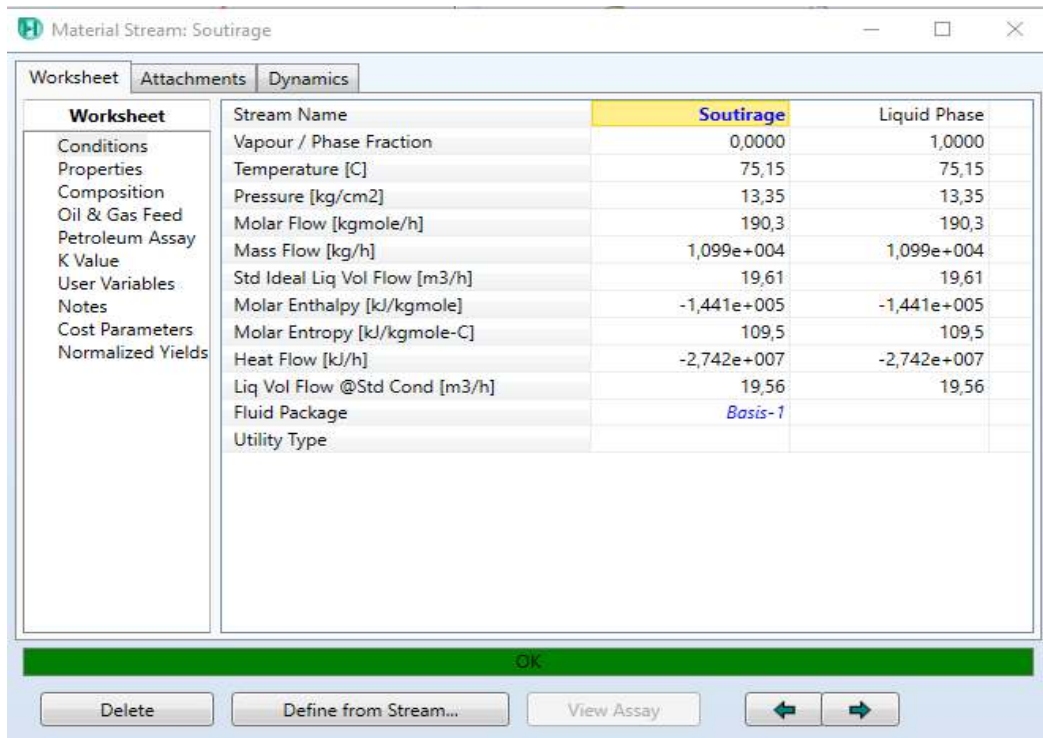 Material Stream: Soutirage
Worksheet Attachments Dynamics
Worksheet
Conditions
Properties
Composition
Oil & Gas Feed
Petroleum Assay
K Value
User Variables
Notes
Cost Parameters
Normalized Yields
Stream Name Soutirage Liquid Phase
Vapour / Phase Fraction 0,0000 1,0000
Temperature [C] 75,15 75,15
Pressure [kg/cm2] 13,35 13,35
Molar Flow [kgmole/h] 190,3 190,3
Mass Flow [kg/h] 1,099e+004 1,099e+004
Std Ideal Liq Vol Flow [m3/h] 19,61 19,61
Molar Enthalpy [kJ/kgmole] -1,441e+005 -1,441e+005
Molar Entropy [kJ/kgmole-C] 109,5 109,5
Heat Flow [kJ/h] -2,742e+007 -2,742e+007
Liq Vol Flow @Std Cond [m3/h] 19,56 19,56
Fluid Package Basis-1
Utility Type
OK
Delete Define from Stream... View Assay